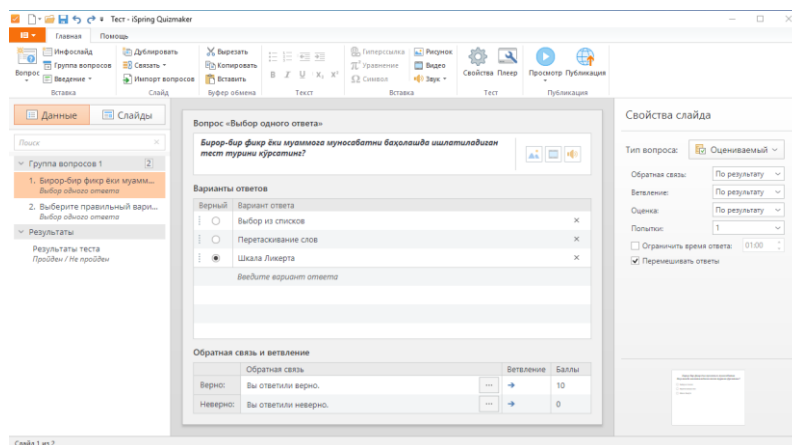 Тест - iSpring Quizmaker
Главная Помощь
Вопрос
Инфослайд
Группа вопросов
Введение
Вставка
Дублировать
Связать
Импорт вопросов
Слайд
Вырезать
Копировать
Вставить
Буфер обмена
B I U X₂ X²
Текст
Гиперссылка
Уравнение
Символ
Рисунок
Видео
Звук
Вставка
Свойства Плеер
Тест
Просмотр Публикация
Публикация
Данные Слайды
Поиск
Группа вопросов 1 2
1. Бирор-бир фикр ёки муамм...
Выбор одного ответа
2. Выберите правильный вари...
Выбор одного ответа
Результаты
Результаты теста
Пройден / Не пройден
Вопрос «Выбор одного ответа»
Бирор-бир фикр ёки муаммога муносабатни баҳолашда ишлатиладиган
тест турини кўрсатинг?
Варианты ответов
Верный Вариант ответа
Выбор из списков
Перетаскивание слов
Шкала Ликерта
Введите вариант ответа
Обратная связь и ветвление
Обратная связь Ветвление Баллы
Верно: Вы ответили верно. ... 10
Неверно: Вы ответили неверно. ... 0
Свойства слайда
Тип вопроса: Оцениваемый
Обратная связь: По результату
Ветвление: По результату
Оценка: По результату
Попытки: 1
Ограничить время ответа: 01:00
Перемешивать ответы
Слайд 1 из 2